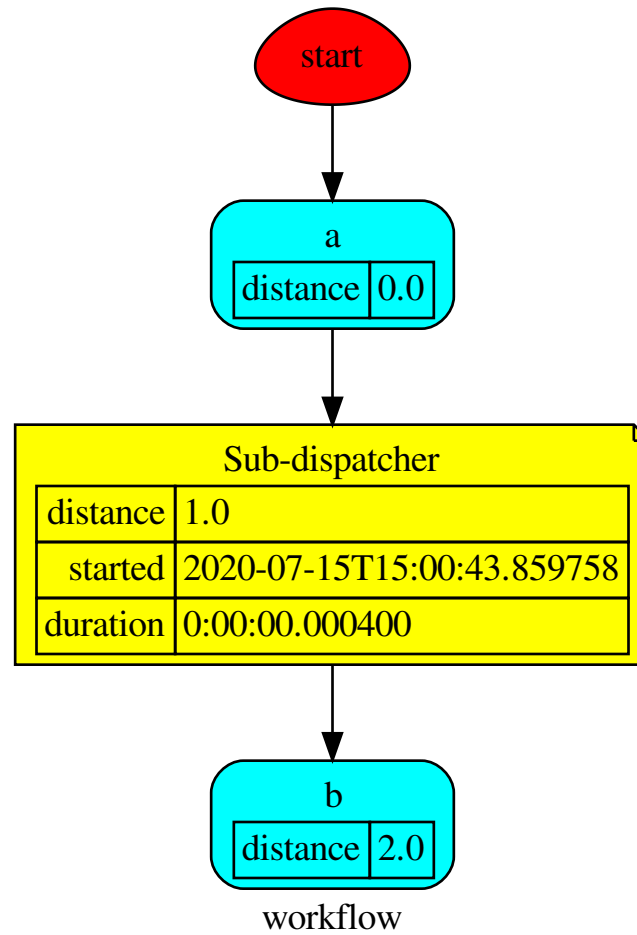 start
a
distance 0.0
Sub-dispatcher
distance 1.0
started 2020-07-15T15:00:43.859758
duration 0:00:00.000400
b
distance 2.0
workflow